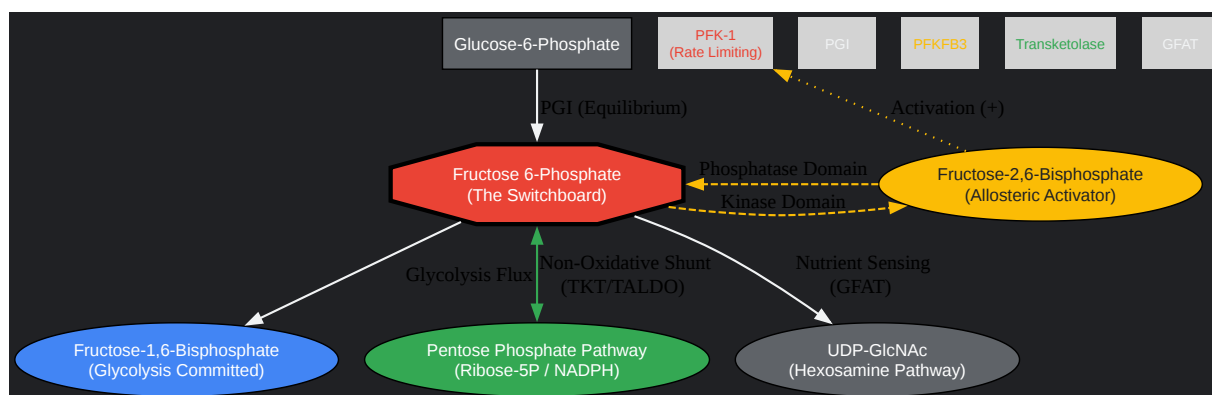 Glucose-6-Phosphate
PFK-1
(Rate Limiting)
PGI
PFKFB3
Transketolase
GFAT
PGI (Equilibrium)
Activation (+)
Fructose 6-Phosphate
(The Switchboard)
Phosphatase Domain
Kinase Domain
Fructose-2,6-Bisphosphate
(Allosteric Activator)
Glycolysis Flux
Non-Oxidative Shunt
(TKT/TALDO)
Nutrient Sensing
(GFAT)
Fructose-1,6-Bisphosphate
(Glycolysis Committed)
Pentose Phosphate Pathway
(Ribose-5P / NADPH)
UDP-GlcNAc
(Hexosamine Pathway)